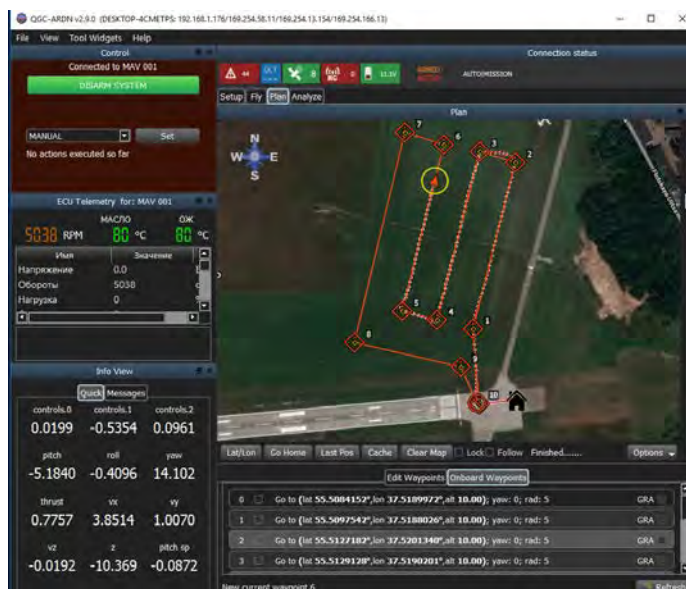 QGC-ARDN v2.9.0 (DESKTOP-4CMETPS: 192.168.1.176/169.254.58.11/169.254.13.154/169.254.166.13)
File View Tool Widgets Help
Control
Connection status
Connected to MAV 001
DISARM SYSTEM
44
8
0
11.1V
ARMED
AUTO:MISSION
Setup Fly Plan Analyze
Plan
MANUAL
Set
No actions executed so far
N
W E
S
7
6
3
2
5
4
1
8
9
10
ECU Telemetry for: MAV 001
МАСЛО ОЖ
5038 RPM 80 °C 80 °C
Имя Значение
Напряжение 0.0
Обороты 5038
Нагрузка 0
Info View
Quick Messages
controls.0 controls.1 controls.2
0.0199 -0.5354 0.0961
pitch roll yaw
-5.1840 -0.4096 14.102
thrust vx vy
0.7757 3.8514 1.0070
vz z pitch sp
-0.0192 -10.369 -0.0872
Lat/Lon Go Home Last Pos Cache Clear Map Lock Follow Finished...... Options
Edit Waypoints Onboard Waypoints
0 Go to (lat 55.5084152°,lon 37.5189972°,alt 10.00); yaw: 0; rad: 5 GRA
1 Go to (lat 55.5097542°,lon 37.5188026°,alt 10.00); yaw: 0; rad: 5 GRA
2 Go to (lat 55.5127182°,lon 37.5201340°,alt 10.00); yaw: 0; rad: 5 GRA
3 Go to (lat 55.5129128°,lon 37.5190201°,alt 10.00); yaw: 0; rad: 5 GRA
New current waypoint 6
Refresh